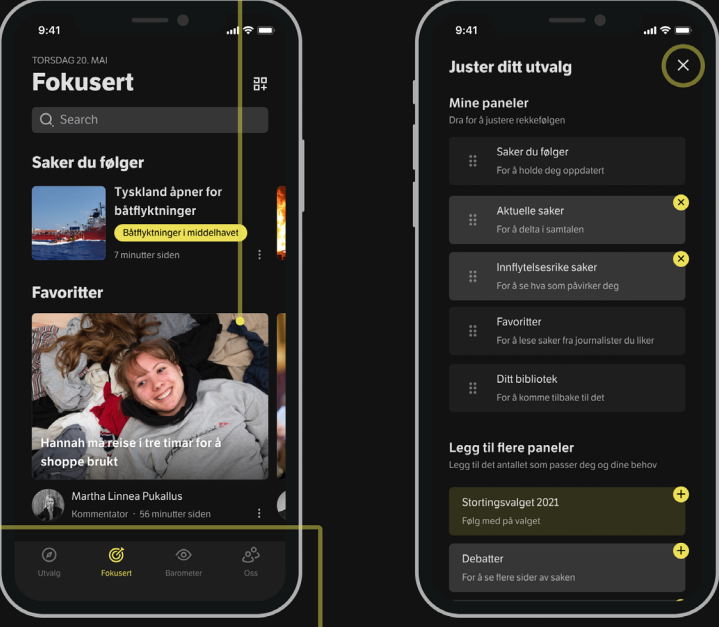 9:41
TORSDAG 20. MAI
Fokusert
Search
Saker du følger
Tyskland åpner for
båtflyktninger
Båtflyktninger i middelhavet
7 minutter siden
Favoritter
Hannah må reise i tre timar for å
shoppe brukt
Martha Linnea Pukallus
Kommentator · 56 minutter siden
Utvalg
Fokusert
Barometer
Oss
9:41
Juster ditt utvalg
Mine paneler
Dra for å justere rekkefølgen
Saker du følger
For å holde deg oppdatert
Aktuelle saker
For å delta i samtalen
Innflytelsesrike saker
For å se hva som påvirker deg
Favoritter
For å lese saker fra journalister du liker
Ditt bibliotek
For å komme tilbake til det
Legg til flere paneler
Legg til det antallet som passer deg og dine behov
Stortingsvalget 2021
Følg med på valget
Debatter
For å se flere sider av saken